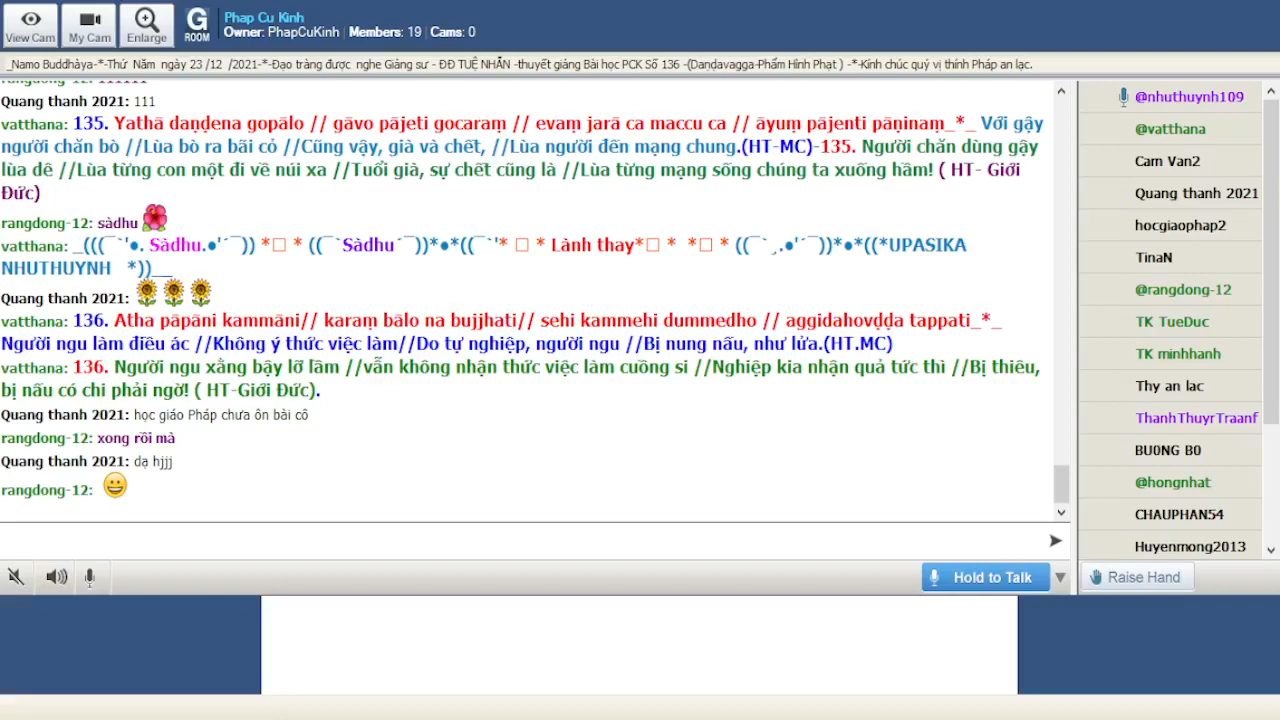 View Cam
My Cam
Enlarge
G ROOM
Phap Cu Kinh
Owner: PhapCuKinh | Members: 19 | Cams: 0
_Namo Buddhàya-*-Thứ Năm ngày 23 /12 /2021-*-Đạo tràng được nghe Giảng sư - ĐĐ TUỆ NHẪN -thuyết giảng Bài học PCK Số 136 -(Daṇḍavagga-Phẩm Hình Phạt ) -*-Kính chúc quý vị thính Pháp an lạc.
Quang thanh 2021: 111
vatthana: 135. Yathā daṇḍena gopālo // gāvo pājeti gocaraṃ // evaṃ jarā ca maccu ca // āyuṃ pājenti pāṇinaṃ_*_ Với gậy
người chăn bò //Lùa bò ra bãi cỏ //Cũng vậy, già và chết, //Lùa người đến mạng chung.(HT-MC)-135. Người chăn dùng gậy
lùa dê //Lùa từng con một đi về núi xa //Tuổi già, sự chết cũng là //Lùa từng mạng sống chúng ta xuống hầm! ( HT- Giới
Đức)
rangdong-12: sàdhu
vatthana: _(((¯`'●. Sàdhu.●'´¯)) *□ * ((¯`Sàdhu´¯))*●*((¯`'* □ * Lành thay*□ * *□ * ((¯`¸.●'´¯))*●*((*UPASIKA
NHUTHUYNH *))__
Quang thanh 2021:
vatthana: 136. Atha pāpāni kammāni// karaṃ bālo na bujjhati// sehi kammehi dummedho // aggidahovḍḍa tappati_*_
Người ngu làm điều ác //Không ý thức việc làm//Do tự nghiệp, người ngu //Bị nung nấu, như lửa.(HT.MC)
vatthana: 136. Người ngu xằng bậy lỡ lầm //vẫn không nhận thức việc làm cuồng si //Nghiệp kia nhận quả tức thì //Bị thiêu,
bị nấu có chi phải ngờ! ( HT-Giới Đức).
Quang thanh 2021: học giáo Pháp chưa ôn bài cô
rangdong-12: xong rồi mà
Quang thanh 2021: dạ hjjj
rangdong-12:
@nhuthuynh109
@vatthana
Cam Van2
Quang thanh 2021
hocgiaophap2
TinaN
@rangdong-12
TK TueDuc
TK minhhanh
Thy an lac
ThanhThuyrTraanf
BU0NG B0
@hongnhat
CHAUPHAN54
Huyenmong2013
Hold to Talk
Raise Hand